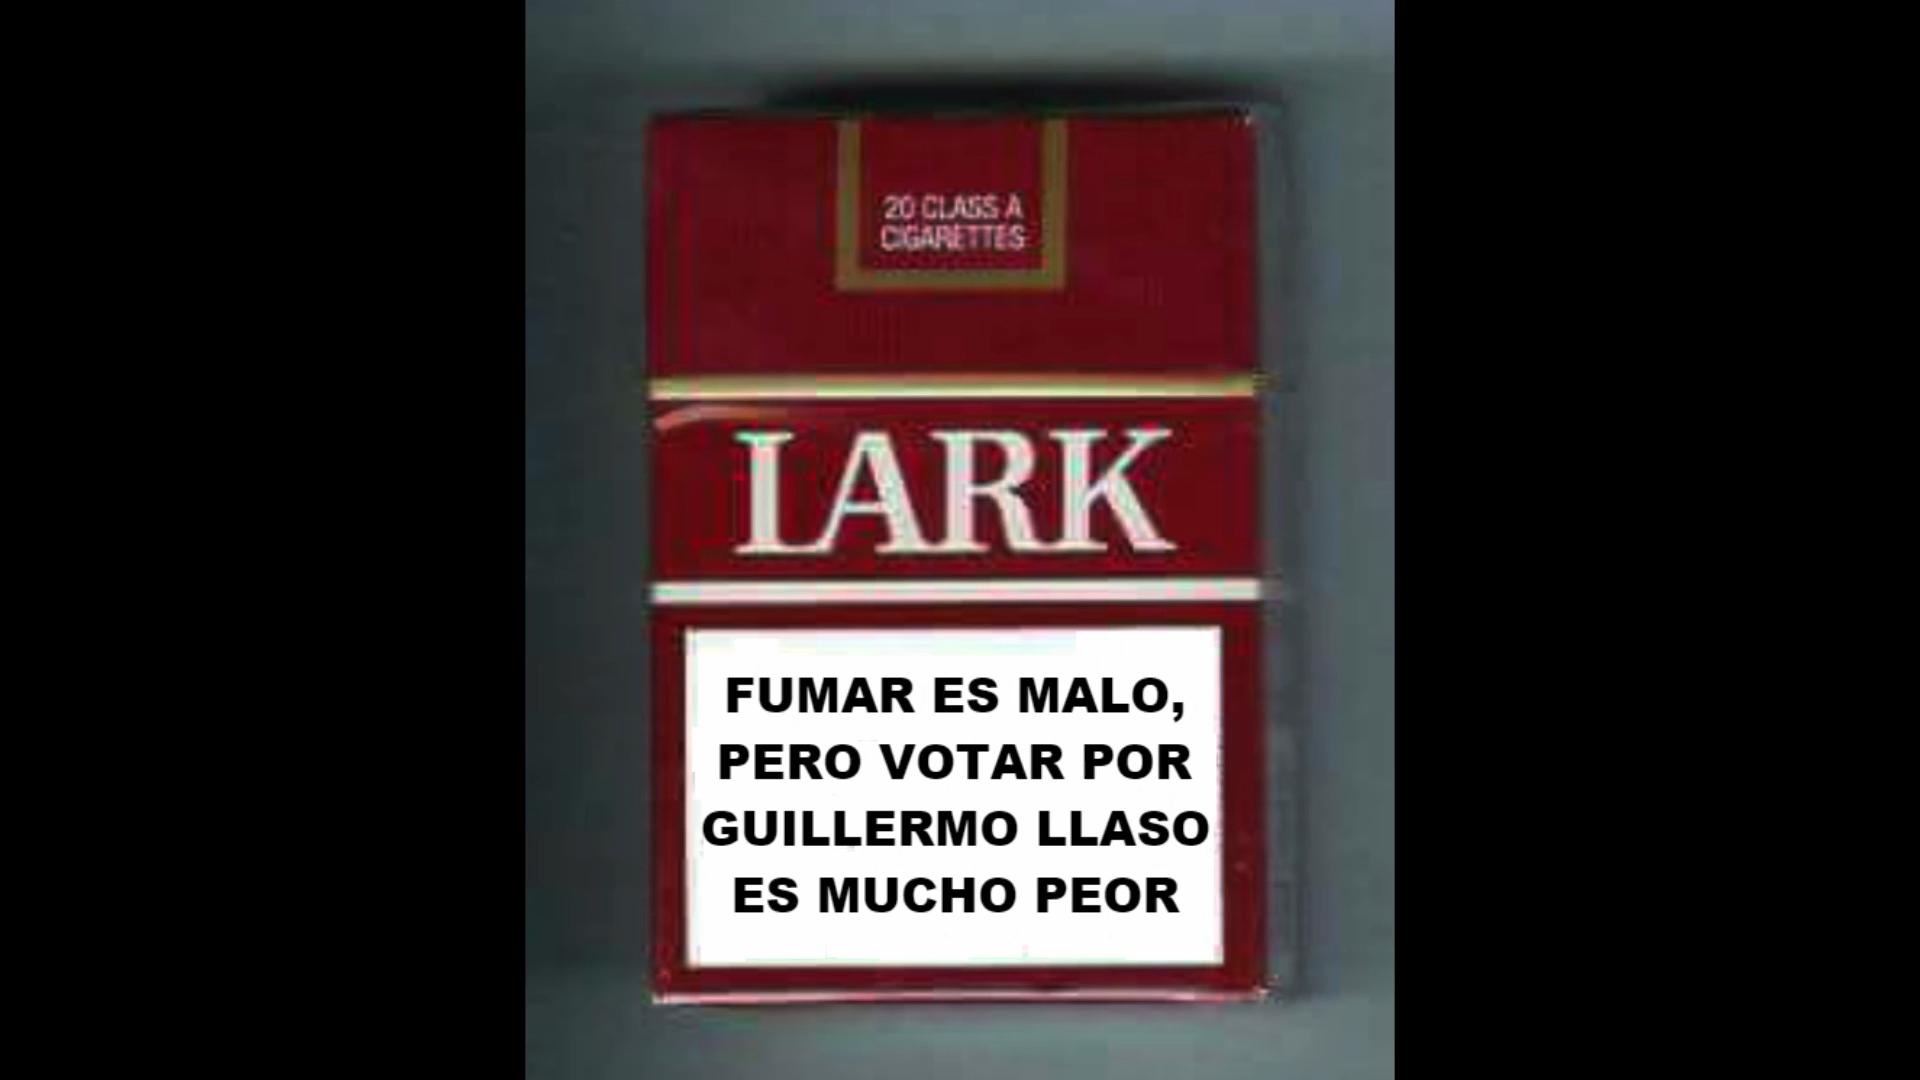 20 CLASS A
CIGARETTES
LARK
FUMAR ES MALO,
PERO VOTAR POR
GUILLERMO LLASO
ES MUCHO PEOR